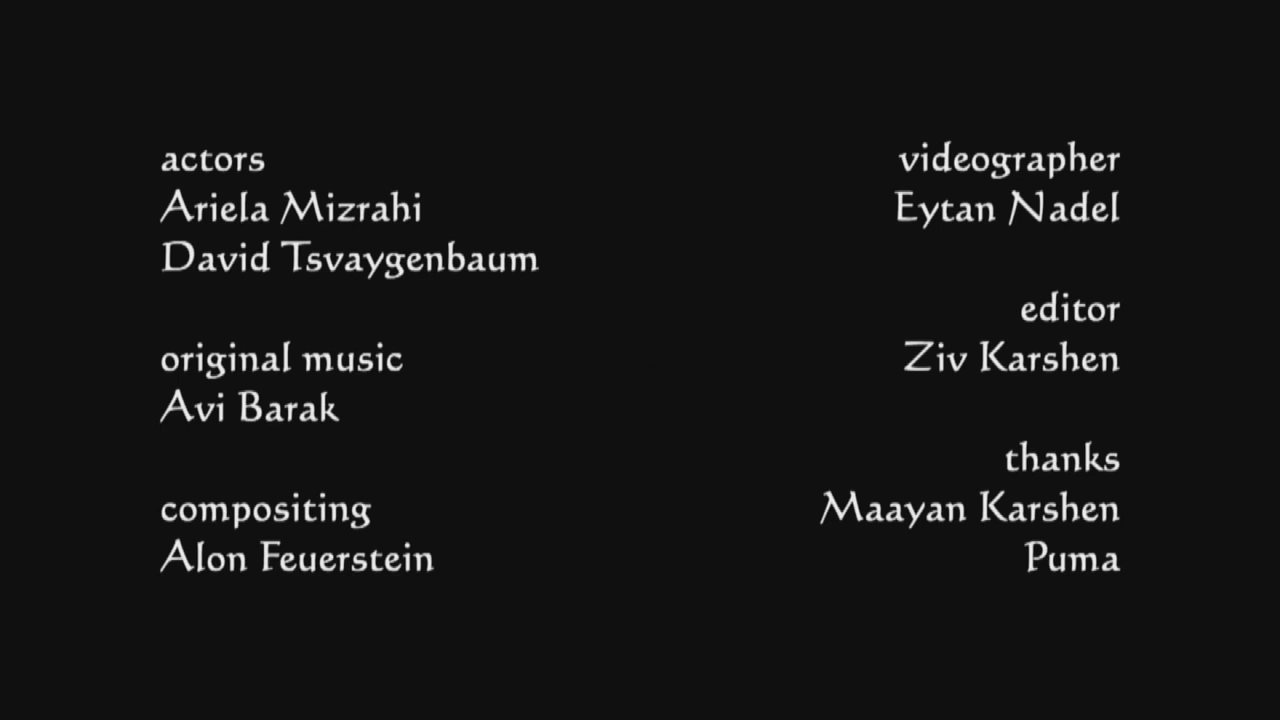 actors
Ariela Mizrahi
David Tsvaygenbaum
original music
Avi Barak
compositing
Alon Feuerstein
videographer
Eytan Nadel
editor
Ziv Karshen
thanks
Maayan Karshen
Puma